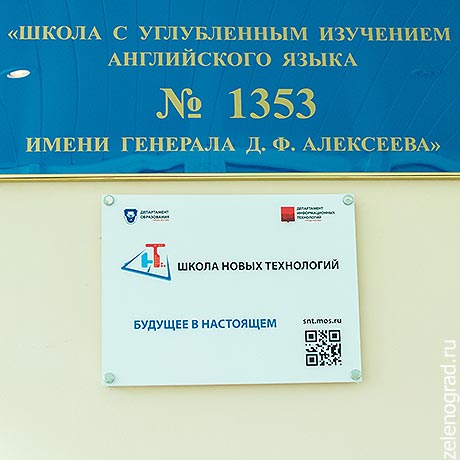 «ШКОЛА С УГЛУБЛЕННЫМ ИЗУЧЕНИЕМ
АНГЛИЙСКОГО ЯЗЫКА
№ 1353
ИМЕНИ ГЕНЕРАЛА Д. Ф. АЛЕКСЕЕВА»
ДЕПАРТАМЕНТ
ОБРАЗОВАНИЯ
ДЕПАРТАМЕНТ
ИНФОРМАЦИОННЫХ
ТЕХНОЛОГИЙ
НТ
ШКОЛА НОВЫХ ТЕХНОЛОГИЙ
БУДУЩЕЕ В НАСТОЯЩЕМ
snt.mos.ru
zelenograd.ru